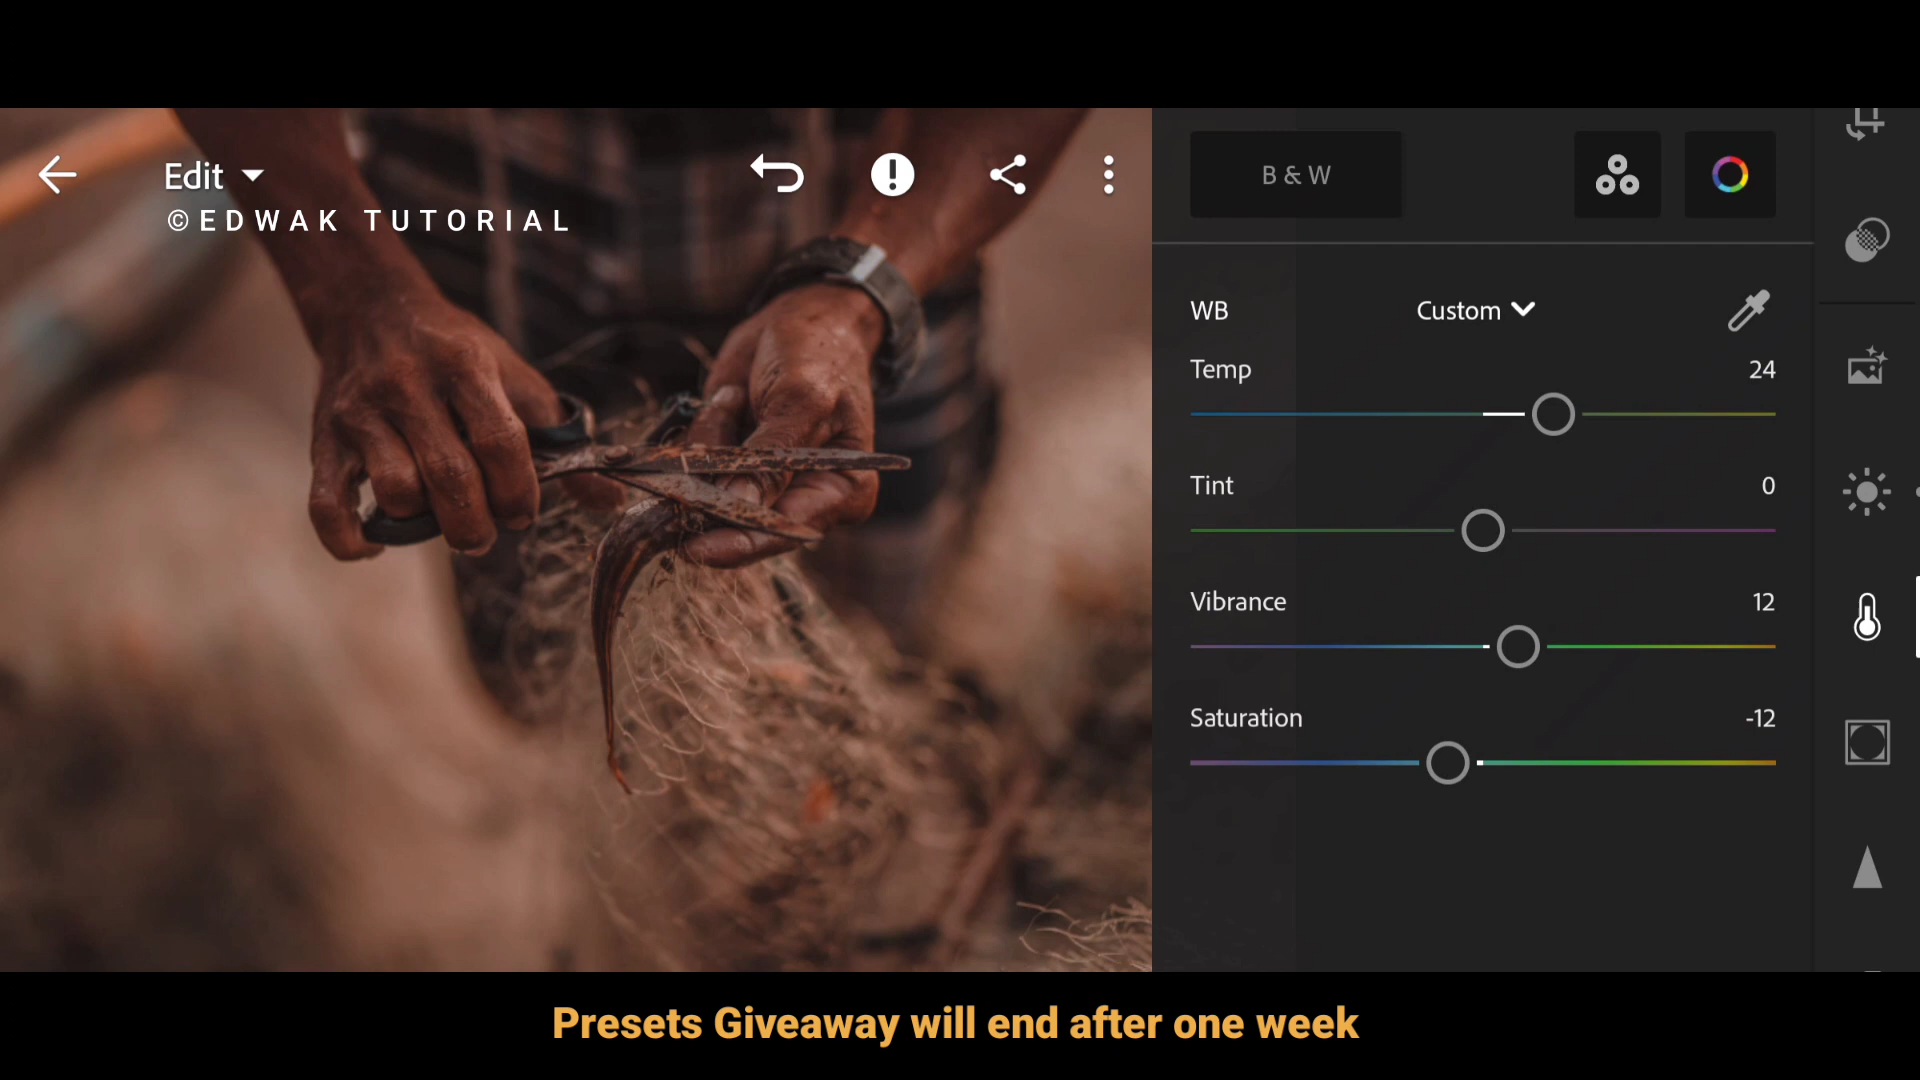 Edit
©EDWAK TUTORIAL
B & W
WB Custom
Temp 24
Tint 0
Vibrance 12
Saturation -12
Presets Giveaway will end after one week